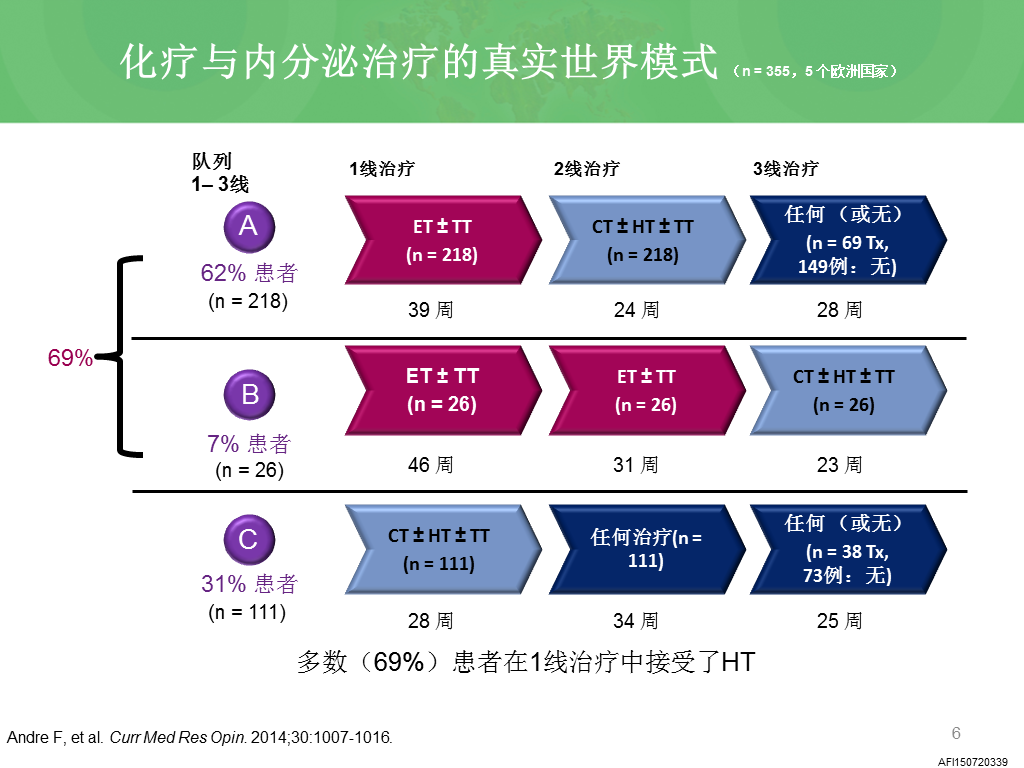 化疗与内分泌治疗的真实世界模式 （n = 355，5 个欧洲国家）
队列
1– 3线
1线治疗
2线治疗
3线治疗
A
62% 患者
(n = 218)
ET ± TT
(n = 218)
39 周
CT ± HT ± TT
(n = 218)
24 周
任何 （或无）
(n = 69 Tx,
149例：无)
28 周
69%
B
7% 患者
(n = 26)
ET ± TT
(n = 26)
46 周
ET ± TT
(n = 26)
31 周
CT ± HT ± TT
(n = 26)
23 周
C
31% 患者
(n = 111)
CT ± HT ± TT
(n = 111)
28 周
任何治疗(n =
111)
34 周
任何 （或无）
(n = 38 Tx,
73例：无)
25 周
多数（69%）患者在1线治疗中接受了HT
Andre F, et al. Curr Med Res Opin. 2014;30:1007-1016.
6
AFI150720339